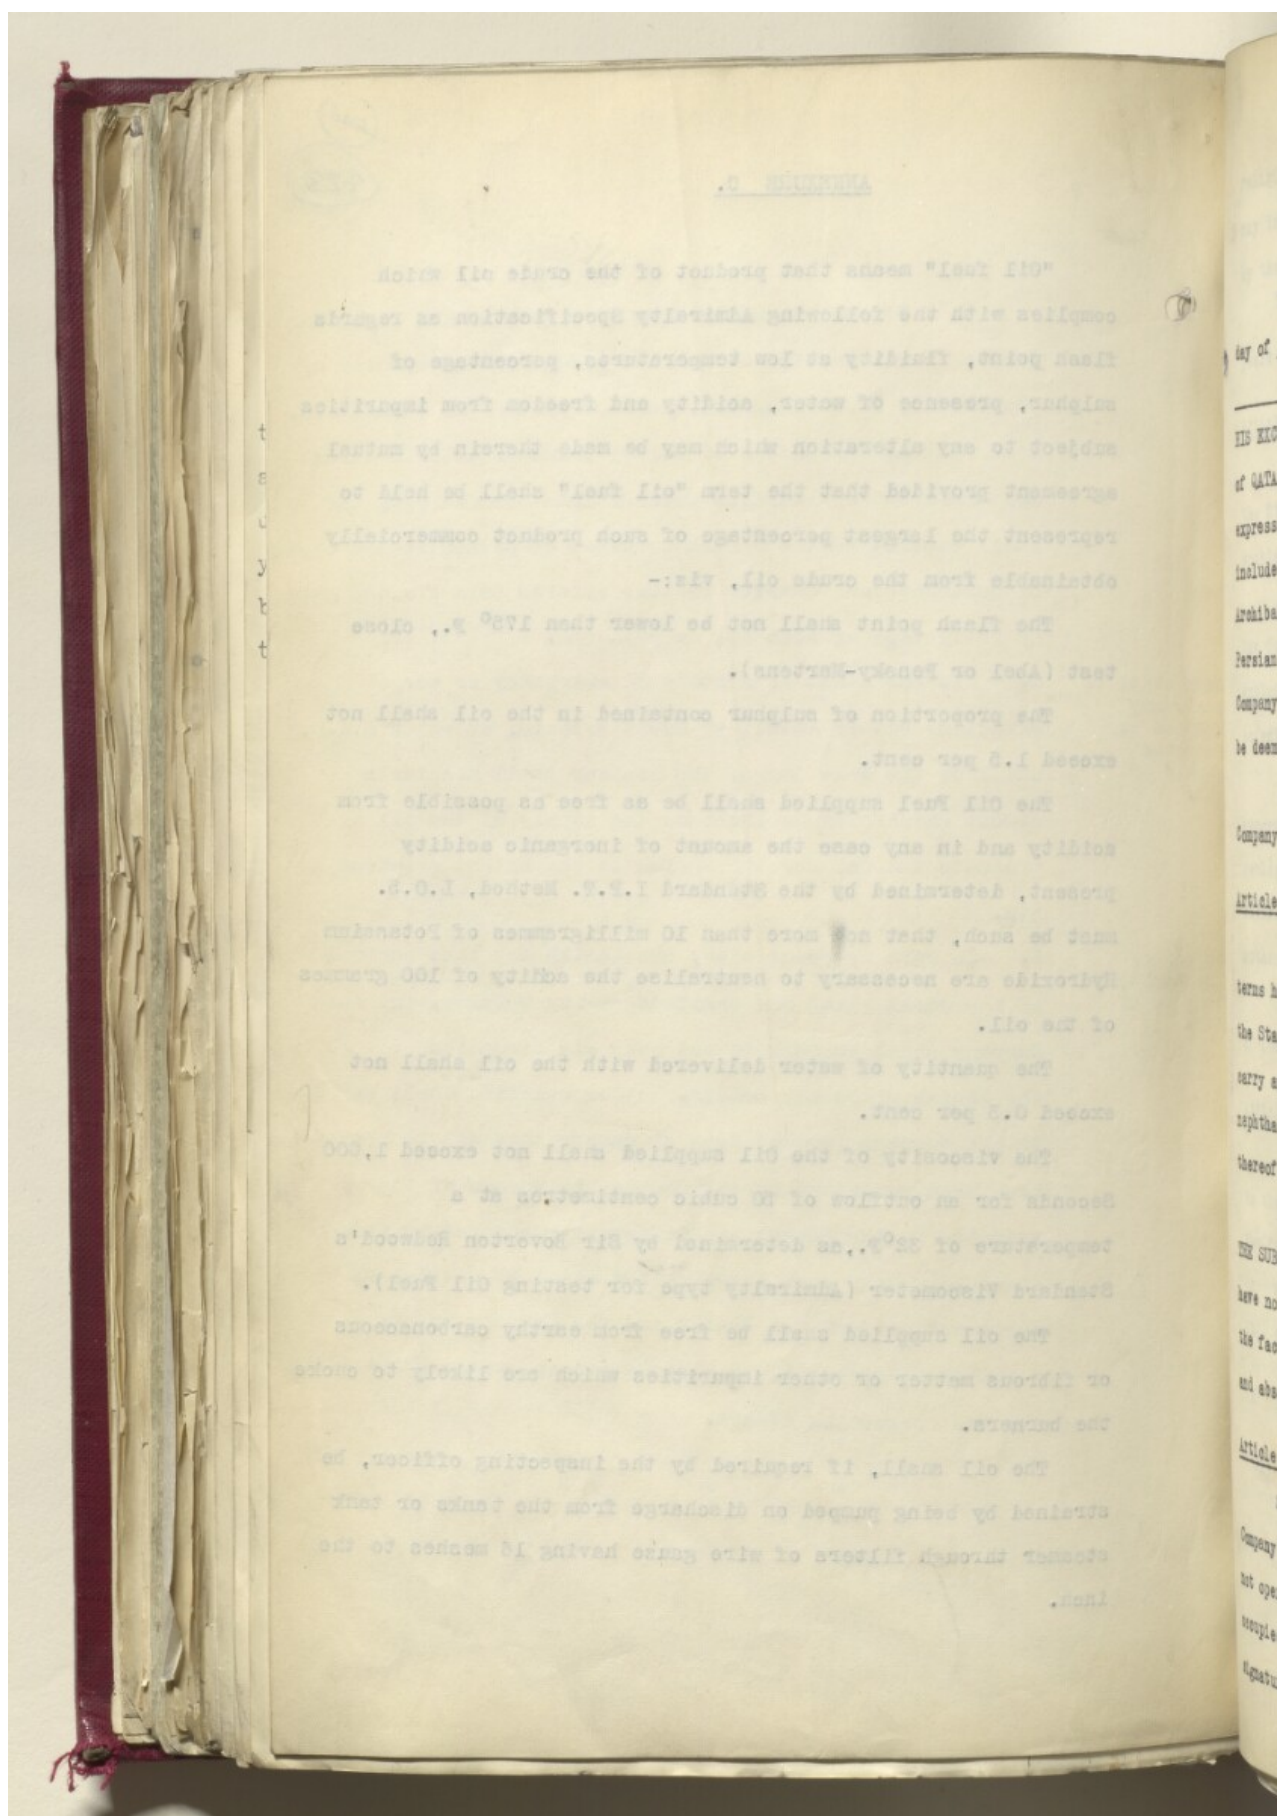 ANNEXURE C.
"Oil fuel" means that product of the crude oil which
complies with the following Admiralty Specification as regards
flash point, fluidity at low temperatures, percentage of
sulphur, presence of water, acidity and freedom from impurities
subject to any alteration which may be made therein by mutual
agreement provided that the term "oil fuel" shall be held to
represent the largest percentage of such product commercially
obtainable from the crude oil, viz:-
The flash point shall not be lower than 175° F., close
test (Abel or Pensky-Martens).
The proportion of sulphur contained in the oil shall not
exceed 1.5 per cent.
The Oil Fuel supplied shall be as free as possible from
acidity and in any case the amount of inorganic acidity
present, determined by the Standard I.P.T. Method, L.O.5.
must be such, that not more than 10 milligrammes of Potassium
Hydroxide are necessary to neutralise the acdity of 100 grammes
of the oil.
The quantity of water delivered with the oil shall not
exceed 0.5 per cent.
The viscosity of the Oil supplied shall not exceed 1,000
Seconds for an outflow of 50 cubic centimetres at a
temperature of 32°F., as determined by Sir Boverton Redwood's
Standard Viscometer (Admiralty type for testing Oil Fuel).
The oil supplied shall be free from earthy carbonaceous
or fibrous matter or other impurities which are likely to choke
the burners.
The oil shall, if required by the inspecting officer, be
strained by being pumped on discharge from the tanks or tank
steamer through filters of wire gauze having 16 meshes to the
inch.
t
s
y
b
t
day of
HIS EXC
of QATA
express
include
Archiba
Persian
Company
be deem
Company
Article
terms h
the Sta
carry a
naphtha
thereof
THE SUB
have no
the fac
and abs
Article
Company
not ope
occupie
signatu